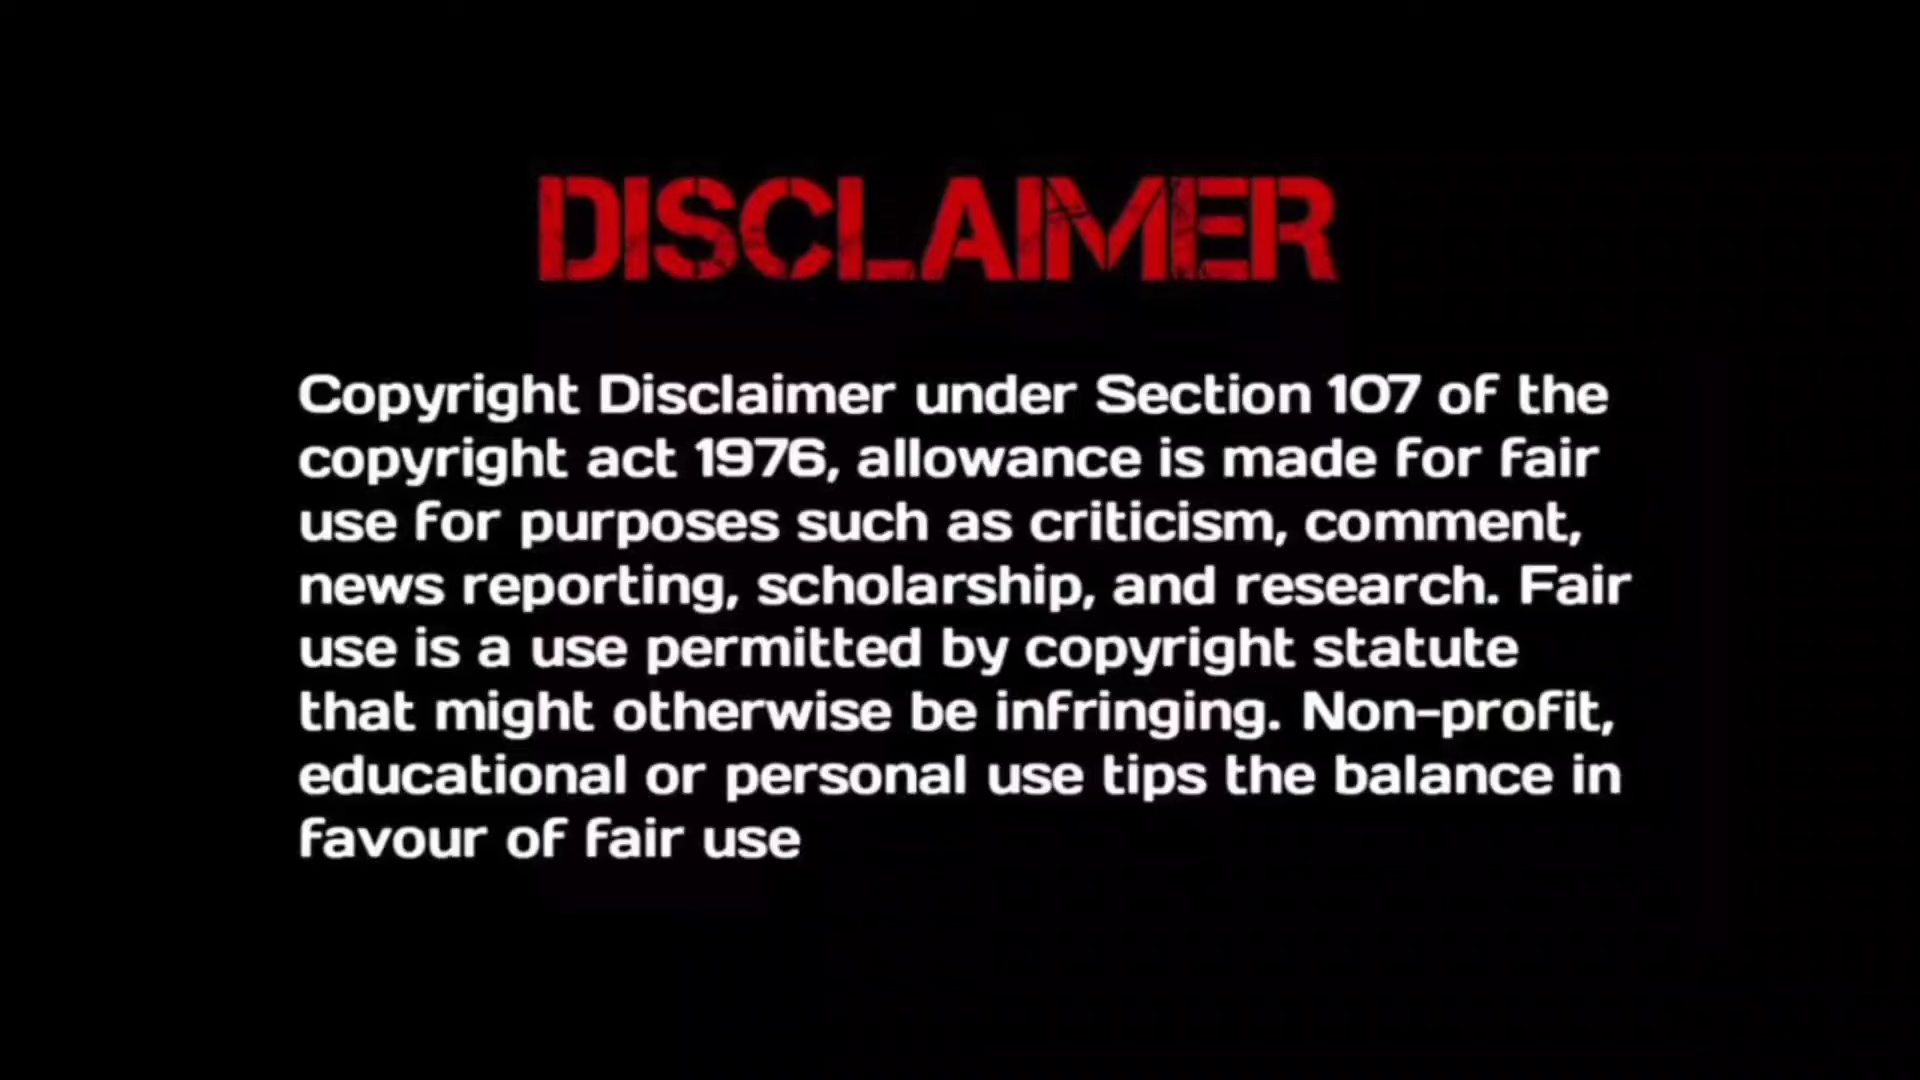 DISCLAIMER
Copyright Disclaimer under Section 107 of the
copyright act 1976, allowance is made for fair
use for purposes such as criticism, comment,
news reporting, scholarship, and research. Fair
use is a use permitted by copyright statute
that might otherwise be infringing. Non-profit,
educational or personal use tips the balance in
favour of fair use